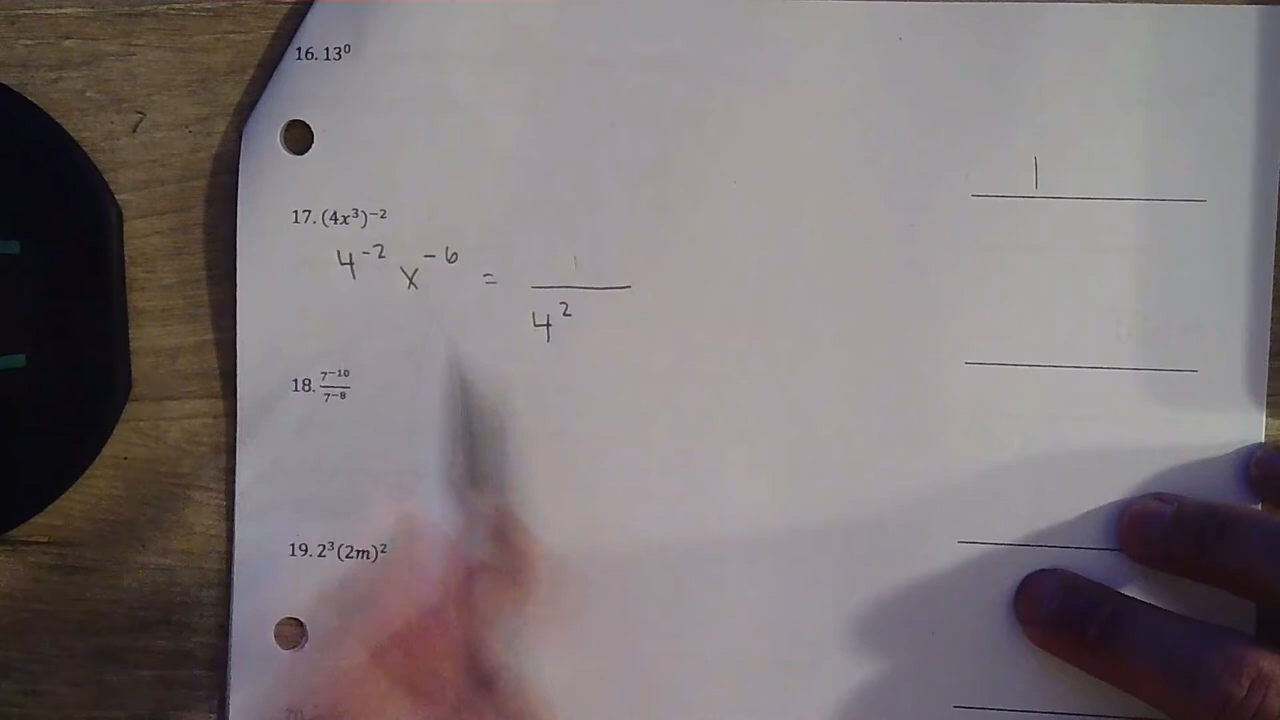 16. 13⁰
1
17. (4x³)⁻²
4⁻² x⁻⁶ = 1/4²
18. 7⁻¹⁰/7⁻⁸
19. 2³(2m)²